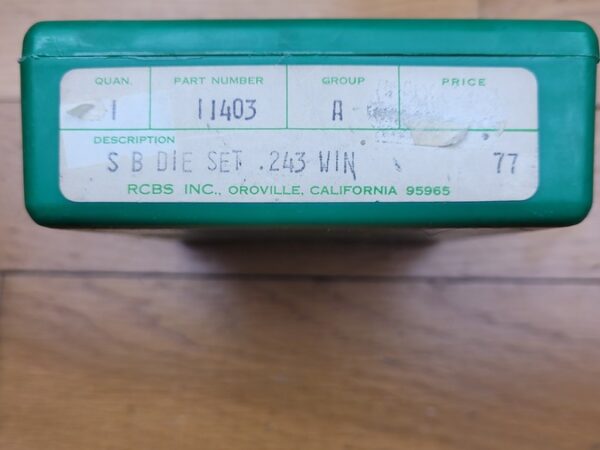 QUAN. PART NUMBER GROUP PRICE
1 11403 A
DESCRIPTION
S B DIE SET .243 WIN 77
RCBS INC., OROVILLE, CALIFORNIA 95965